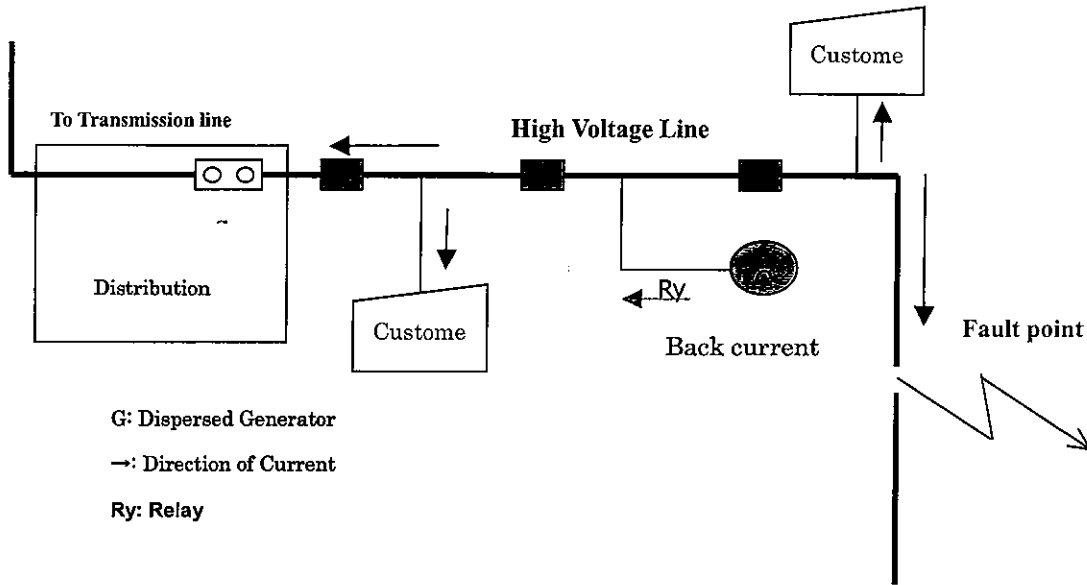 Custome
To Transmission line
High Voltage Line
Distribution
Ry
Custome
Back current
Fault point
G: Dispersed Generator
→: Direction of Current
Ry: Relay